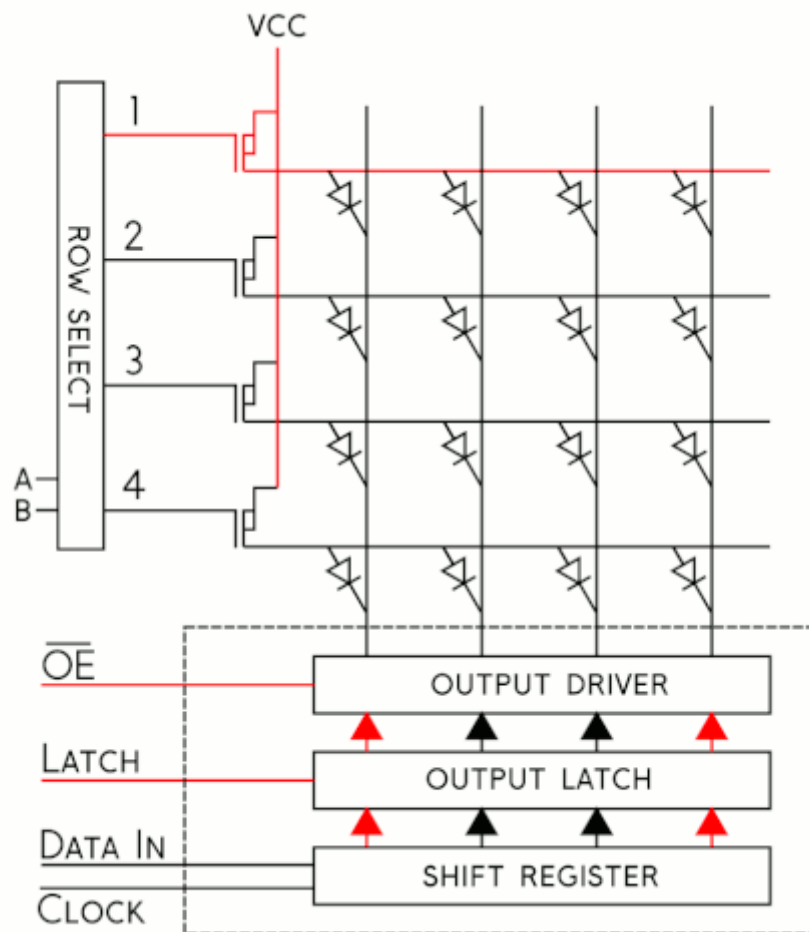 VCC
1
2
3
4
ROW SELECT
A
B
OE
OUTPUT DRIVER
LATCH
OUTPUT LATCH
DATA IN
SHIFT REGISTER
CLOCK